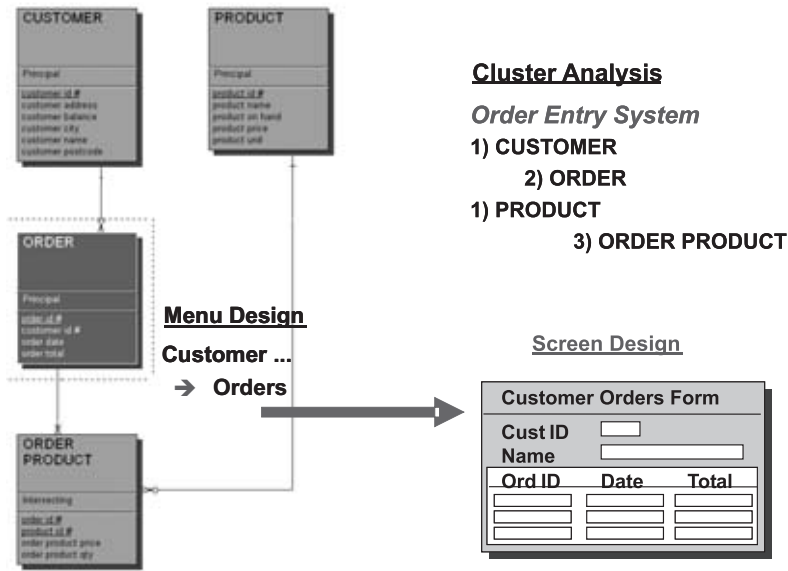 CUSTOMER
Principal
customer id #
customer address
customer balance
customer city
customer name
customer postcode
PRODUCT
Principal
product id #
product name
product on hand
product price
product unit
Cluster Analysis
Order Entry System
1) CUSTOMER
2) ORDER
1) PRODUCT
3) ORDER PRODUCT
ORDER
Principal
order id #
customer id #
order date
order total
Menu Design
Customer ...
→ Orders
ORDER
PRODUCT
Intersecting
order id #
product id #
order product price
order product qty
Screen Design
Customer Orders Form
Cust ID
Name
Ord ID Date Total